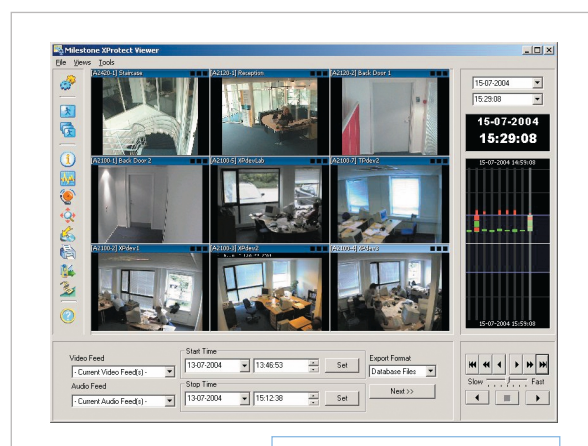 Milestone XProtect Viewer
File Views Tools
[A2420-1] Staircase
[A2120-1] Reception
[A2120-2] Back Door 1
[A2100-1] Back Door 2
[A2100-5] XPdevLab
[A2100-7] TPdev2
[A2100-2] XPdev1
[A2100-3] XPdev2
[A2100-4] XPdev3
15-07-2004
15:29:08
15-07-2004
15:29:08
15-07-2004 14:59:08
15-07-2004 15:59:08
Video Feed
- Current Video Feed(s) -
Audio Feed
- Current Audio Feed(s) -
Start Time
13-07-2004 13:46:53 Set
Stop Time
13-07-2004 15:12:38 Set
Export Format
Database Files
Next >>
Slow Fast